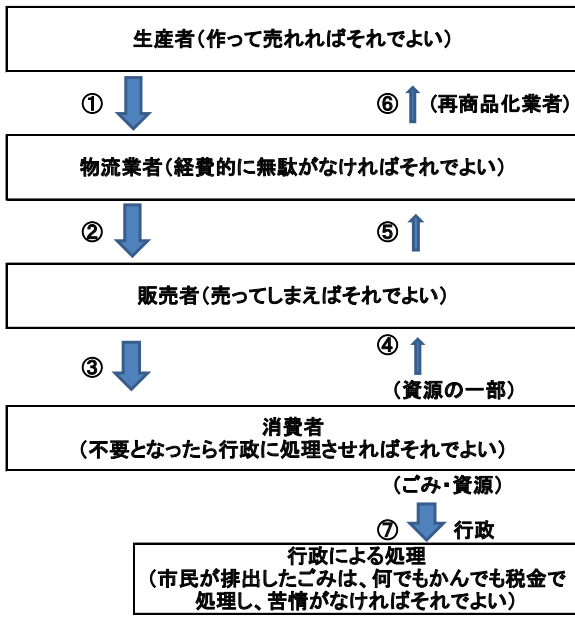 生産者（作って売れればそれでよい）
①
⑥ （再商品化業者）
物流業者（経費的に無駄がなければそれでよい）
②
⑤
販売者（売ってしまえばそれでよい）
③
④
（資源の一部）
消費者
（不要となったら行政に処理させればそれでよい）
（ごみ・資源）
⑦ 行政
行政による処理
（市民が排出したごみは、何でもかんでも税金で
処理し、苦情がなければそれでよい）